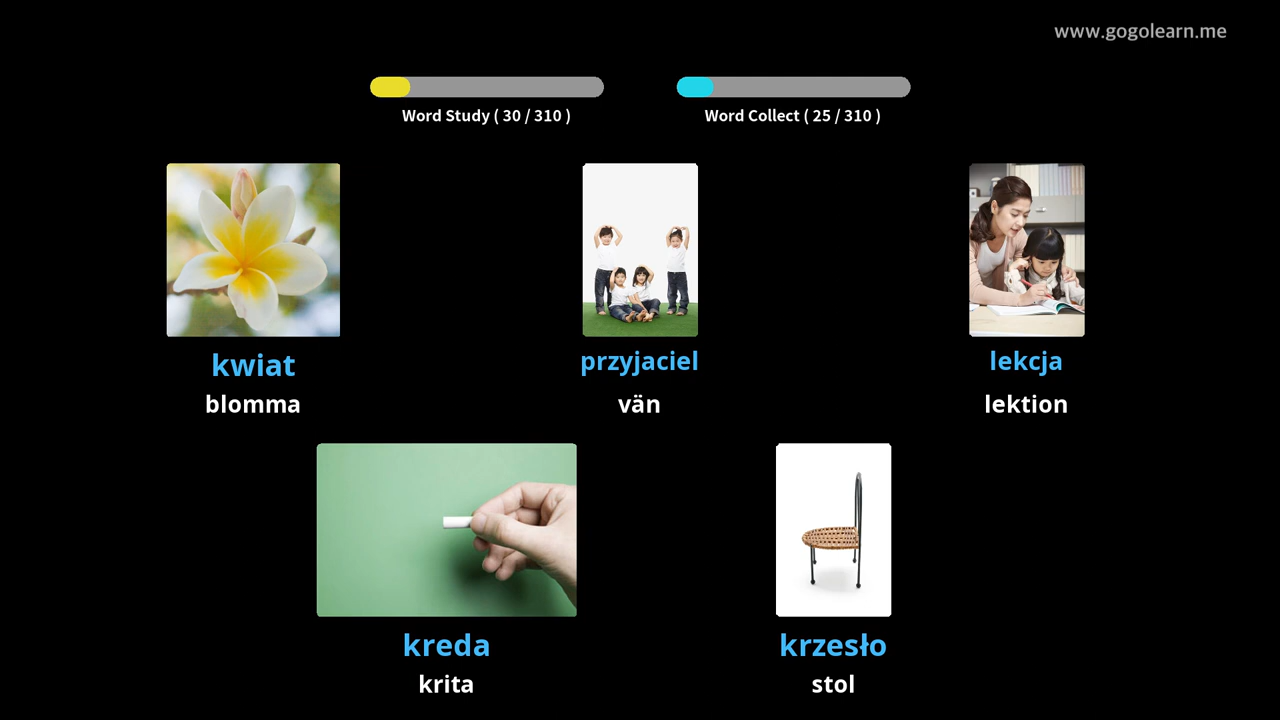 www.gogolearn.me
Word Study ( 30 / 310 )
Word Collect ( 25 / 310 )
kwiat
blomma
przyjaciel
vän
lekcja
lektion
kreda
krita
krzesło
stol